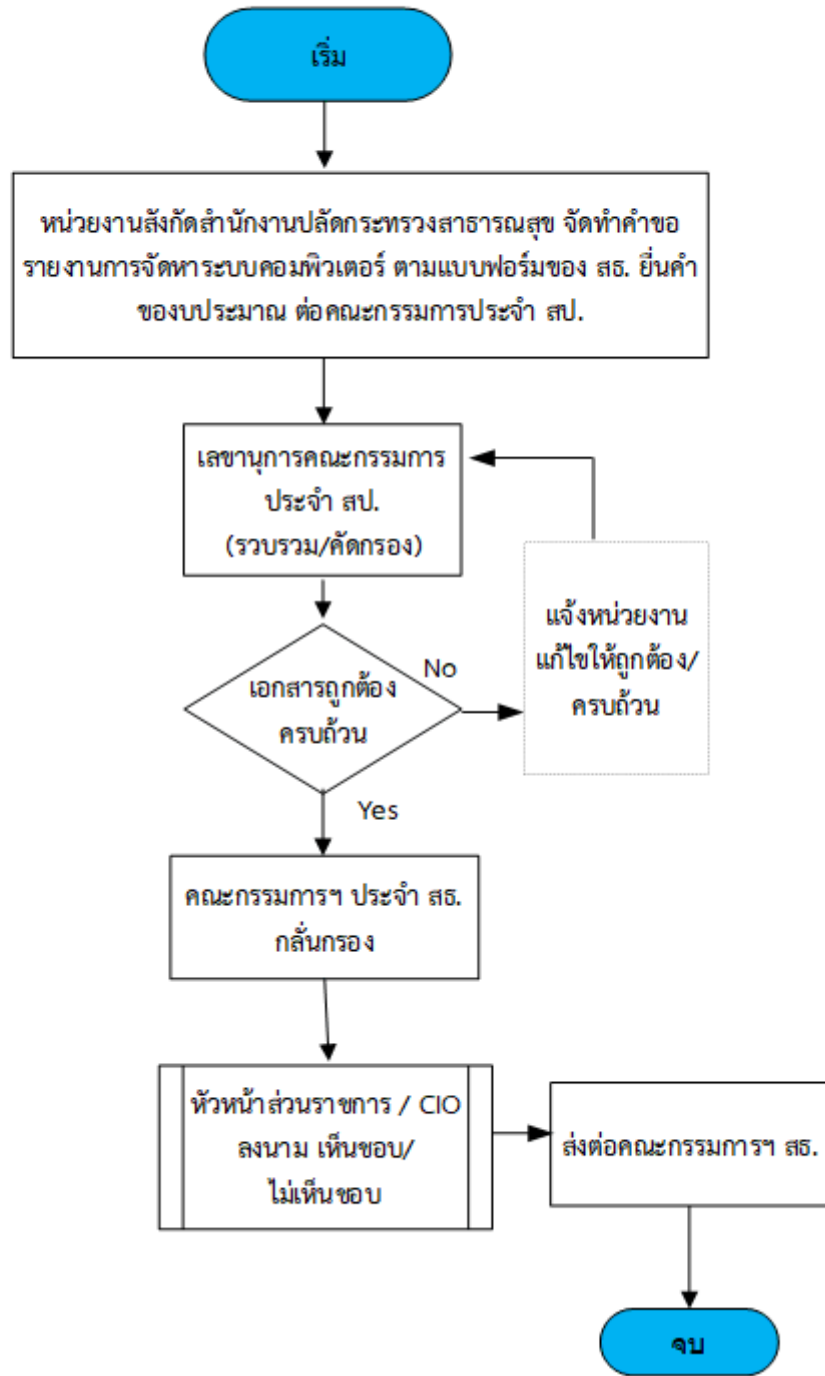 เริ่ม
หน่วยงานสังกัดสำนักงานปลัดกระทรวงสาธารณสุข จัดทำคำขอ
รายงานการจัดหาระบบคอมพิวเตอร์ ตามแบบฟอร์มของ สธ. ยื่นคำ
ของบประมาณ ต่อคณะกรรมการประจำ สป.
เลขานุการคณะกรรมการ
ประจำ สป.
(รวบรวม/คัดกรอง)
แจ้งหน่วยงาน
แก้ไขให้ถูกต้อง/
ครบถ้วน
No
เอกสารถูกต้อง
ครบถ้วน
Yes
คณะกรรมการฯ ประจำ สธ.
กลั่นกรอง
หัวหน้าส่วนราชการ / CIO
ลงนาม เห็นชอบ/
ไม่เห็นชอบ
ส่งต่อคณะกรรมการฯ สธ.
จบ